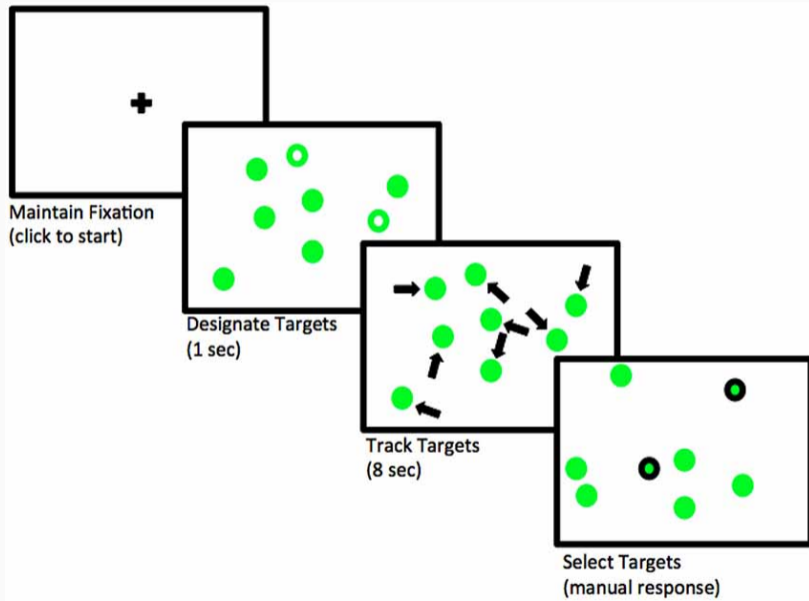 Maintain Fixation
(click to start)
Designate Targets
(1 sec)
Track Targets
(8 sec)
Select Targets
(manual response)